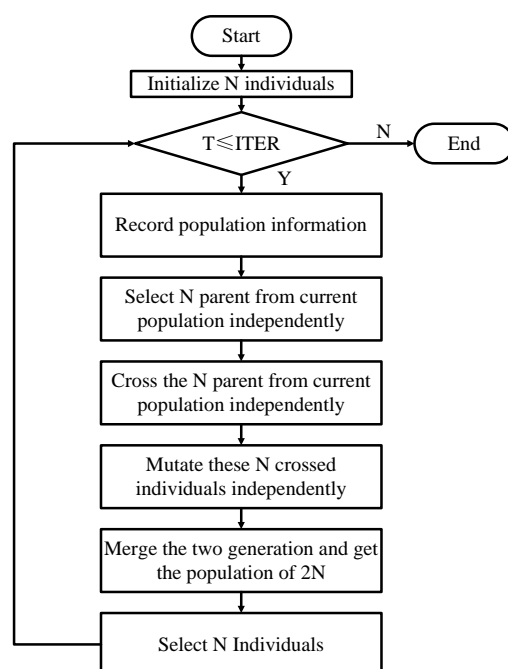 Start
Initialize N individuals
T≤ITER
N
End
Y
Record population information
Select N parent from current
population independently
Cross the N parent from current
population independently
Mutate these N crossed
individuals independently
Merge the two generation and get
the population of 2N
Select N Individuals